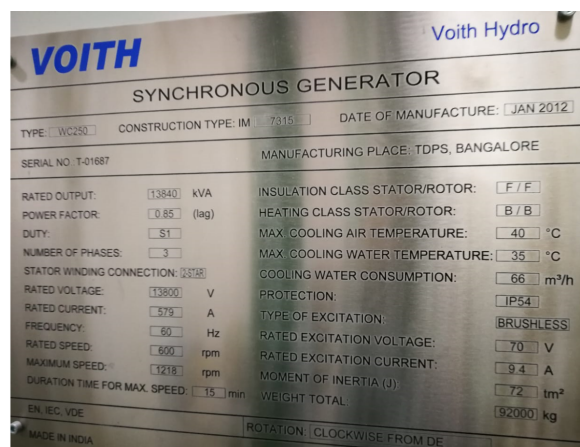 VOITH
Voith Hydro
SYNCHRONOUS GENERATOR
TYPE: WC250 CONSTRUCTION TYPE: IM 7315 DATE OF MANUFACTURE: JAN 2012
SERIAL NO. T-01687 MANUFACTURING PLACE: TDPS, BANGALORE
RATED OUTPUT: 13840 kVA
POWER FACTOR: 0.85 (lag)
DUTY: S1
NUMBER OF PHASES: 3
STATOR WINDING CONNECTION: 2-STAR
RATED VOLTAGE: 13800 V
RATED CURRENT: 579 A
FREQUENCY: 60 Hz
RATED SPEED: 600 rpm
MAXIMUM SPEED: 1218 rpm
DURATION TIME FOR MAX. SPEED: 15 min
INSULATION CLASS STATOR/ROTOR: F / F
HEATING CLASS STATOR/ROTOR: B / B
MAX. COOLING AIR TEMPERATURE: 40 °C
MAX. COOLING WATER TEMPERATURE: 35 °C
COOLING WATER CONSUMPTION: 66 m³/h
PROTECTION: IP54
TYPE OF EXCITATION: BRUSHLESS
RATED EXCITATION VOLTAGE: 70 V
RATED EXCITATION CURRENT: 9.4 A
MOMENT OF INERTIA (J) 72 tm²
WEIGHT TOTAL: 92000 kg
EN, IEC, VDE
ROTATION: CLOCKWISE FROM DE
MADE IN INDIA